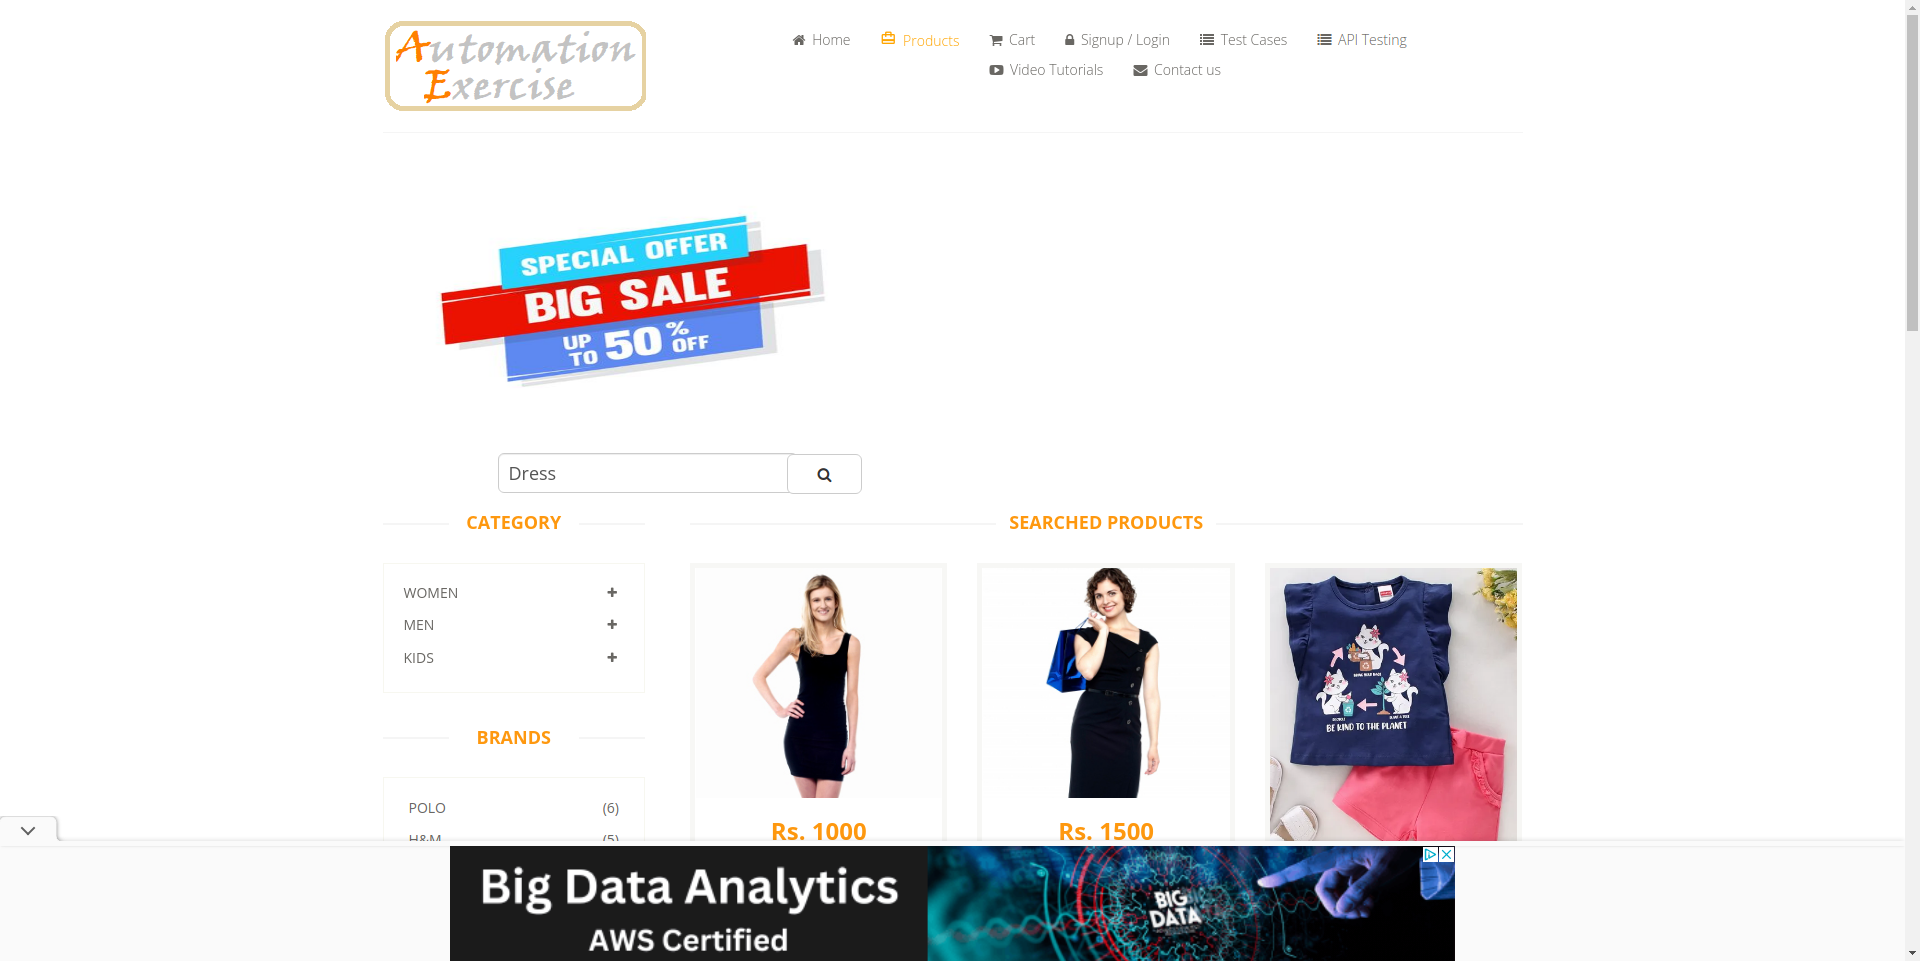 Automation
Exercise
Home
Products
Cart
Signup / Login
Test Cases
API Testing
Video Tutorials
Contact us
SPECIAL OFFER
BIG SALE
UP TO 50% OFF
Dress
CATEGORY
SEARCHED PRODUCTS
WOMEN
MEN
KIDS
BRANDS
POLO (6)
H&M (5)
BE KIND TO THE PLANET
Rs. 1000
Rs. 1500
Big Data Analytics
AWS Certified
BIG
DATA